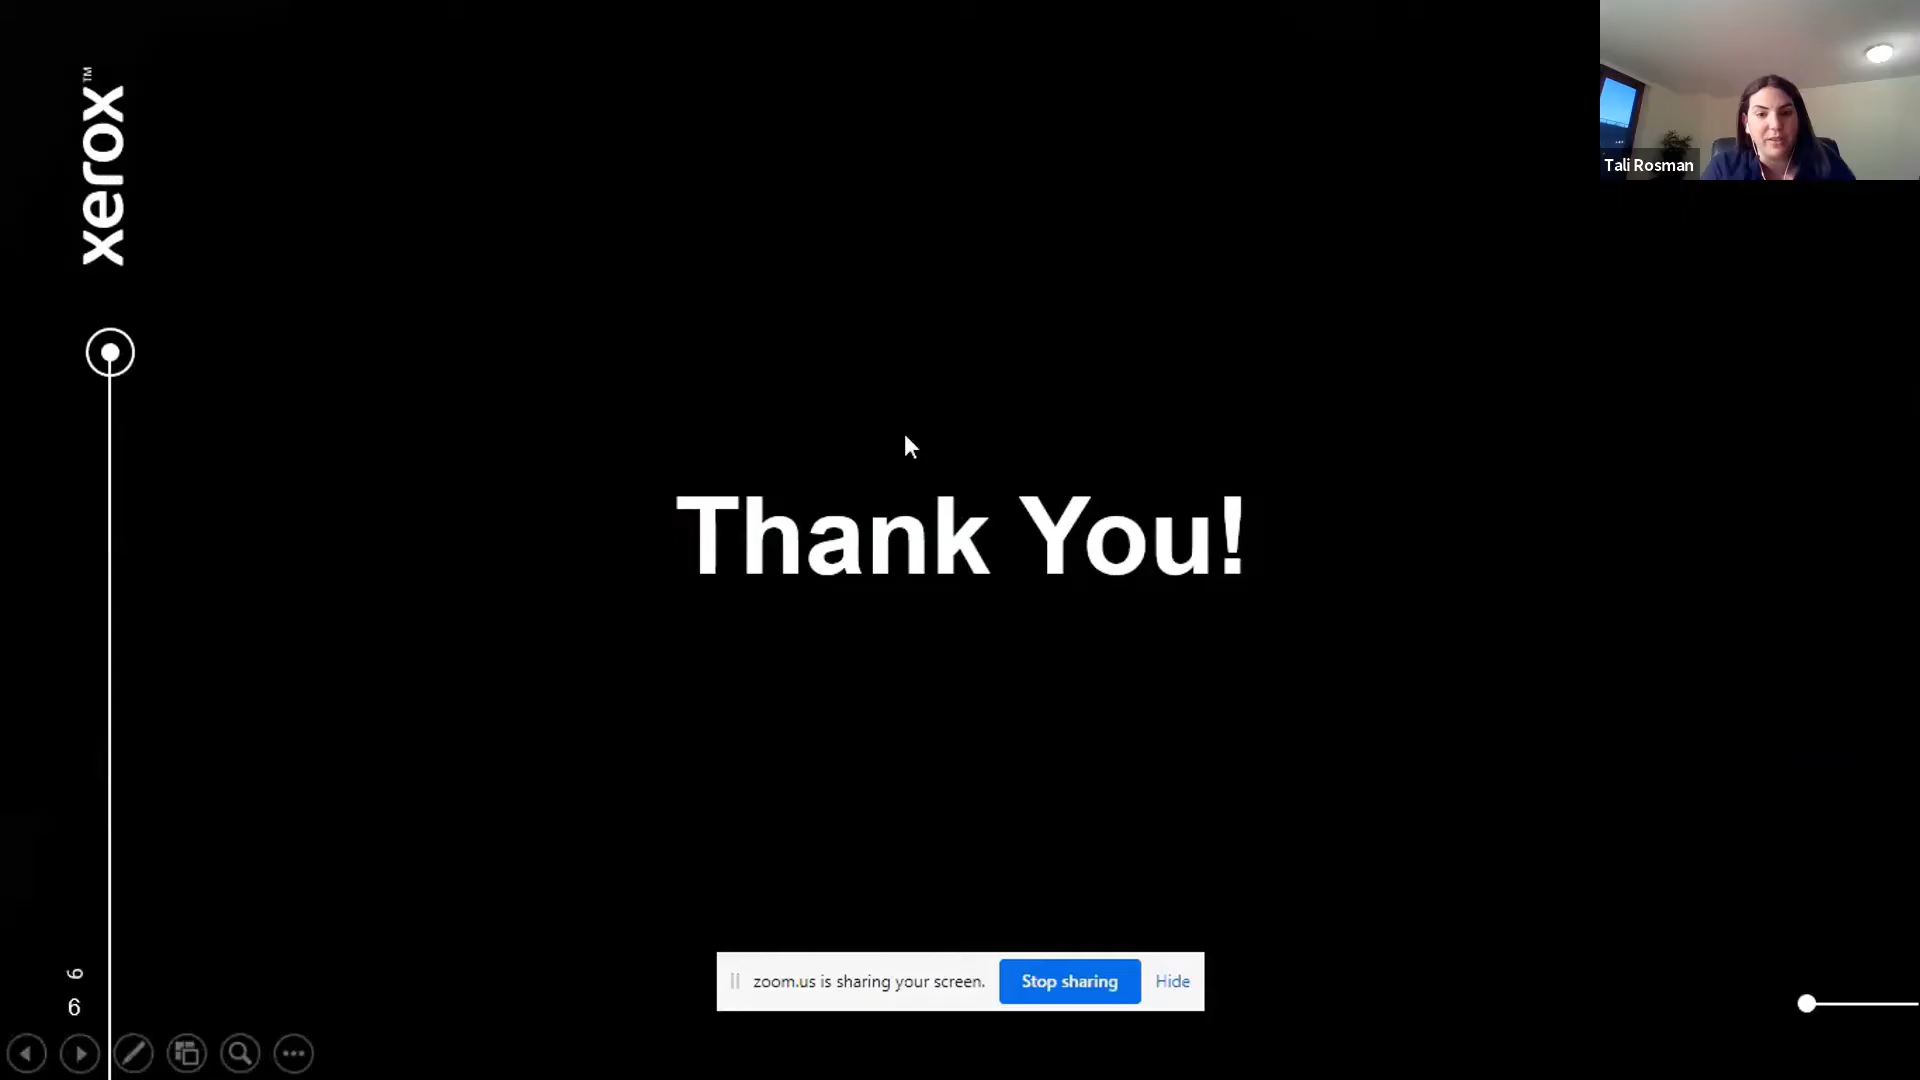 xerox™
Tali Rosman
Thank You!
zoom.us is sharing your screen. Stop sharing Hide
6
6